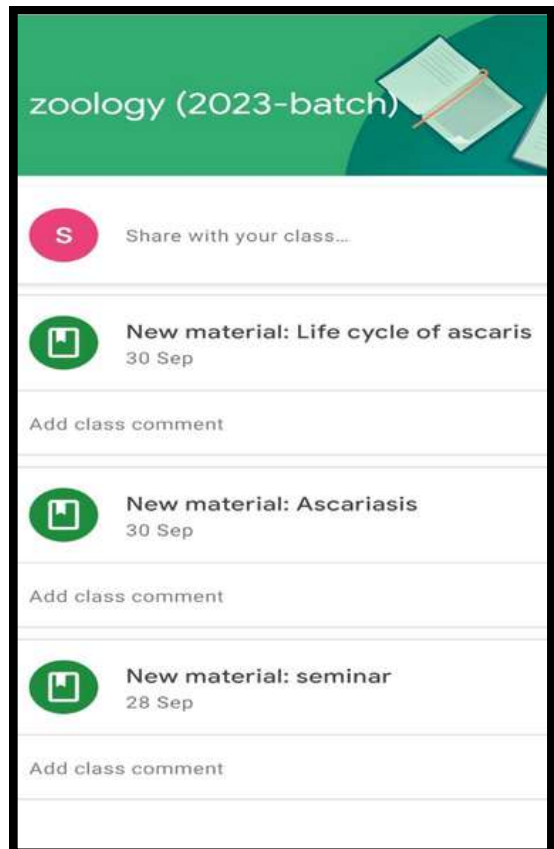 zoology (2023-batch)
S
Share with your class...
New material: Life cycle of ascaris
30 Sep
Add class comment
New material: Ascariasis
30 Sep
Add class comment
New material: seminar
28 Sep
Add class comment